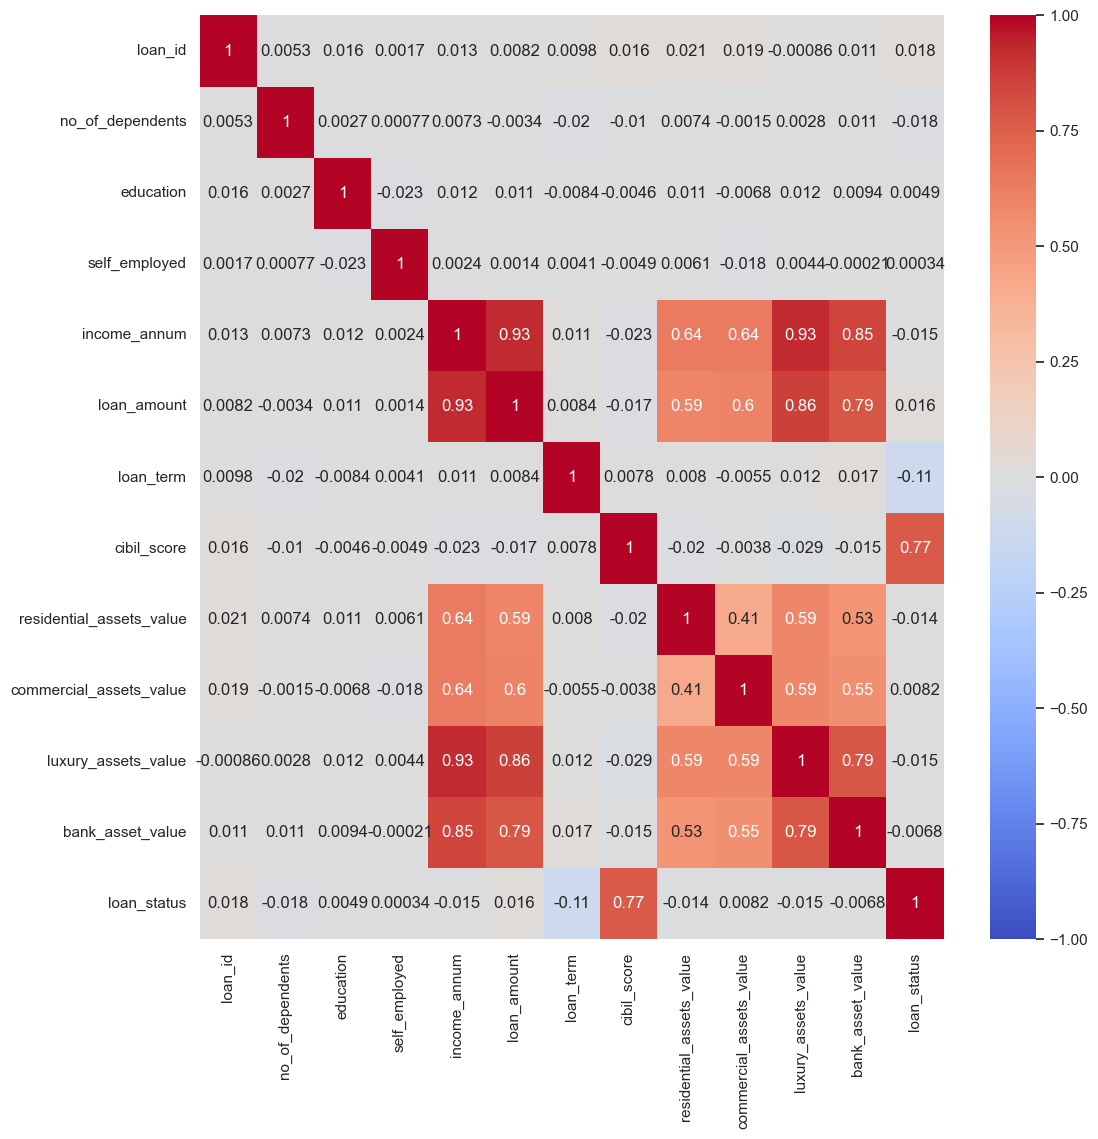 loan_id 1 0.0053 0.016 0.0017 0.013 0.0082 0.0098 0.016 0.021 0.019 -0.00086 0.011 0.018
no_of_dependents 0.0053 1 0.0027 0.00077 0.0073 -0.0034 -0.02 -0.01 0.0074 -0.0015 0.0028 0.011 -0.018
education 0.016 0.0027 1 -0.023 0.012 0.011 -0.0084 -0.0046 0.011 -0.0068 0.012 0.0094 0.0049
self_employed 0.0017 0.00077 -0.023 1 0.0024 0.0014 0.0041 -0.0049 0.0061 -0.018 0.0044 -0.00021 0.00034
income_annum 0.013 0.0073 0.012 0.0024 1 0.93 0.011 -0.023 0.64 0.64 0.93 0.85 -0.015
loan_amount 0.0082 -0.0034 0.011 0.0014 0.93 1 0.0084 -0.017 0.59 0.6 0.86 0.79 0.016
loan_term 0.0098 -0.02 -0.0084 0.0041 0.011 0.0084 1 0.0078 0.008 -0.0055 0.012 0.017 -0.11
cibil_score 0.016 -0.01 -0.0046 -0.0049 -0.023 -0.017 0.0078 1 -0.02 -0.0038 -0.029 -0.015 0.77
residential_assets_value 0.021 0.0074 0.011 0.0061 0.64 0.59 0.008 -0.02 1 0.41 0.59 0.53 -0.014
commercial_assets_value 0.019 -0.0015 -0.0068 -0.018 0.64 0.6 -0.0055 -0.0038 0.41 1 0.59 0.55 0.0082
luxury_assets_value -0.00086 0.0028 0.012 0.0044 0.93 0.86 0.012 -0.029 0.59 0.59 1 0.79 -0.015
bank_asset_value 0.011 0.011 0.0094 -0.00021 0.85 0.79 0.017 -0.015 0.53 0.55 0.79 1 -0.0068
loan_status 0.018 -0.018 0.0049 0.00034 -0.015 0.016 -0.11 0.77 -0.014 0.0082 -0.015 -0.0068 1
loan_id
no_of_dependents
education
self_employed
income_annum
loan_amount
loan_term
cibil_score
residential_assets_value
commercial_assets_value
luxury_assets_value
bank_asset_value
loan_status
1.00
0.75
0.50
0.25
0.00
−0.25
−0.50
−0.75
−1.00